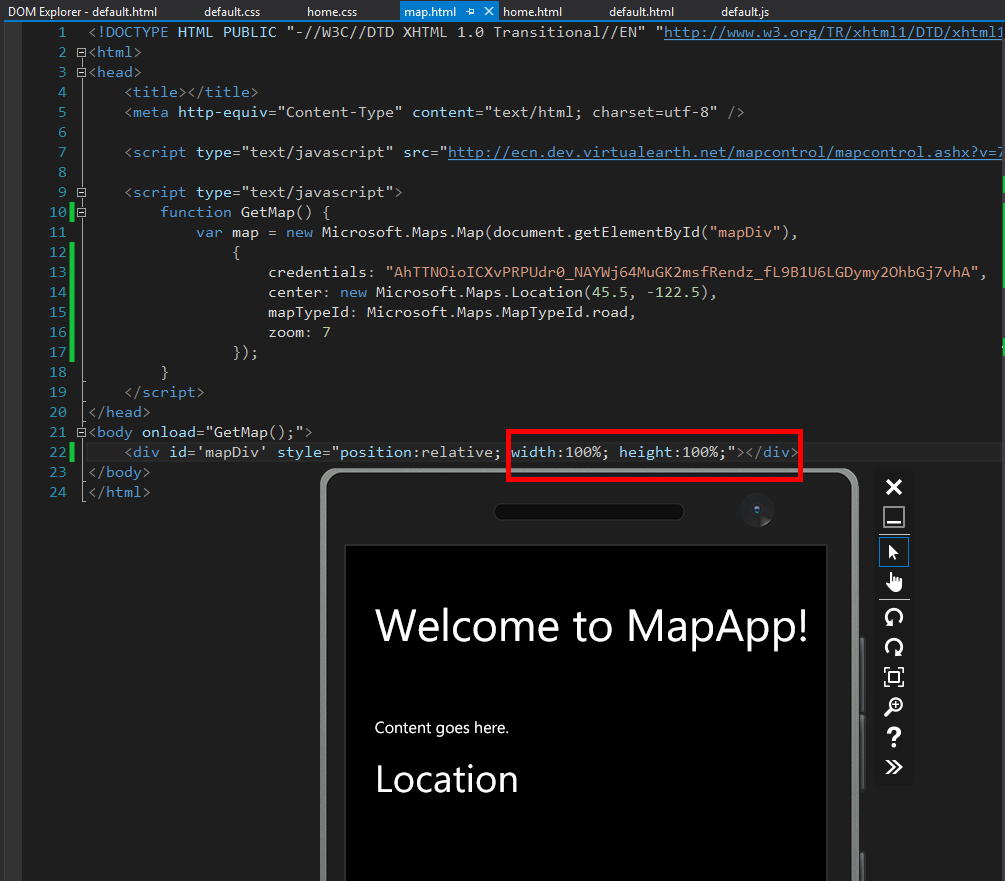 DOM Explorer - default.html default.css home.css map.html home.html default.html default.js
1 <!DOCTYPE HTML PUBLIC "-//W3C//DTD XHTML 1.0 Transitional//EN" "http://www.w3.org/TR/xhtml1/DTD/xhtml1
2 <html>
3 <head>
4 <title></title>
5 <meta http-equiv="Content-Type" content="text/html; charset=utf-8" />
6
7 <script type="text/javascript" src="http://ecn.dev.virtualearth.net/mapcontrol/mapcontrol.ashx?v=7
8
9 <script type="text/javascript">
10 function GetMap() {
11 var map = new Microsoft.Maps.Map(document.getElementById("mapDiv"),
12 {
13 credentials: "AhTTNOioICXvPRPUdr0_NAYWj64MuGK2msfRendz_fL9B1U6LGDymy2OhbGj7vhA",
14 center: new Microsoft.Maps.Location(45.5, -122.5),
15 mapTypeId: Microsoft.Maps.MapTypeId.road,
16 zoom: 7
17 });
18 }
19 </script>
20 </head>
21 <body onload="GetMap();">
22 <div id='mapDiv' style="position:relative; width:100%; height:100%;"></div>
23 </body>
24 </html>
Welcome to MapApp!
Content goes here.
Location